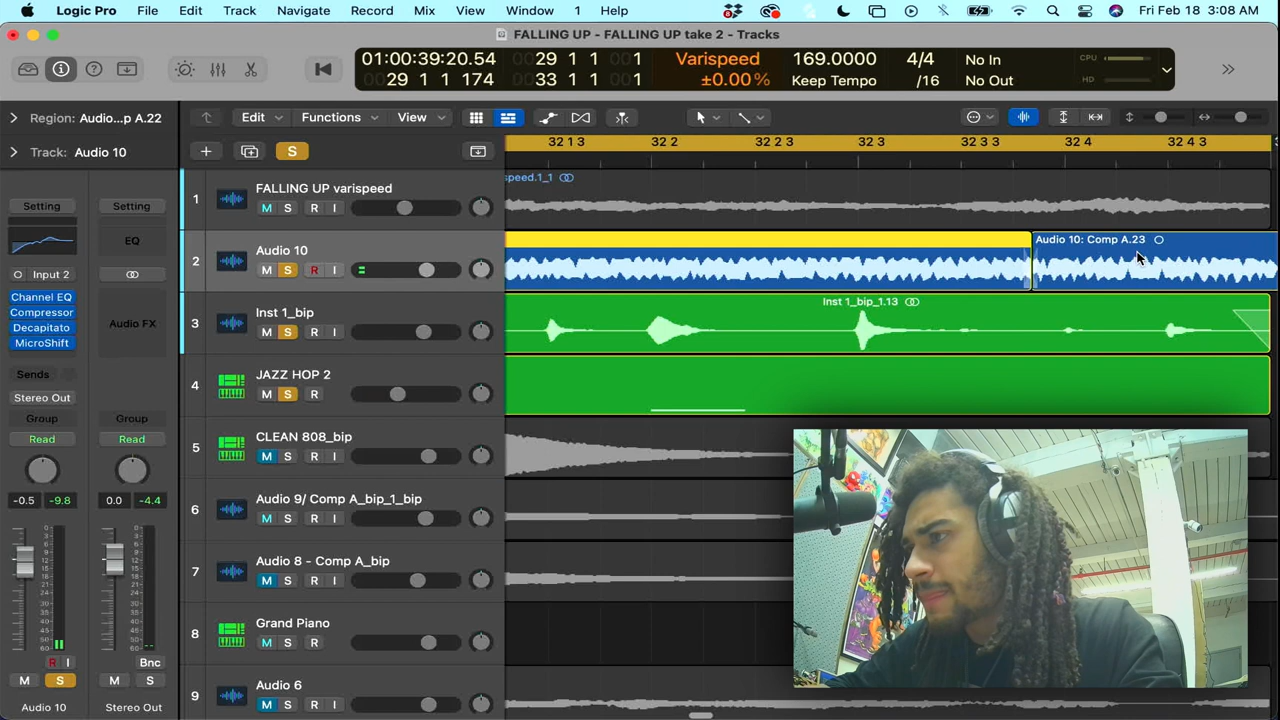 Logic Pro File Edit Track Navigate Record Mix View Window 1 Help Fri Feb 18 3:08 AM
FALLING UP - FALLING UP take 2 - Tracks
01:00:39:20.54 0029 1 1 001 Varispeed 169.0000 4/4 No In CPU
0029 1 1 174 0033 1 1 001 ±0.00% Keep Tempo /16 No Out HD
Region: Audio...p A.22 Edit Functions View
Track: Audio 10 S 32 1 3 32 2 32 2 3 32 3 32 3 3 32 4 32 4 3
speed.1_1
1 FALLING UP varispeed
M S R I
Setting Setting
EQ
Input 2
Channel EQ
Compressor
Decapitato
MicroShift
Audio FX
Sends
Stereo Out
Group Group
Read Read
-0.5 -9.8 0.0 -4.4
R I Bnc
M S M S
Audio 10 Stereo Out
2 Audio 10
M S R I
Audio 10: Comp A.23
3 Inst 1_bip
M S R I
Inst 1_bip_1.13
4 JAZZ HOP 2
M S R
5 CLEAN 808_bip
M S R I
6 Audio 9/ Comp A_bip_1_bip
M S R I
7 Audio 8 - Comp A_bip
M S R I
8 Grand Piano
M S R
9 Audio 6
M S R I